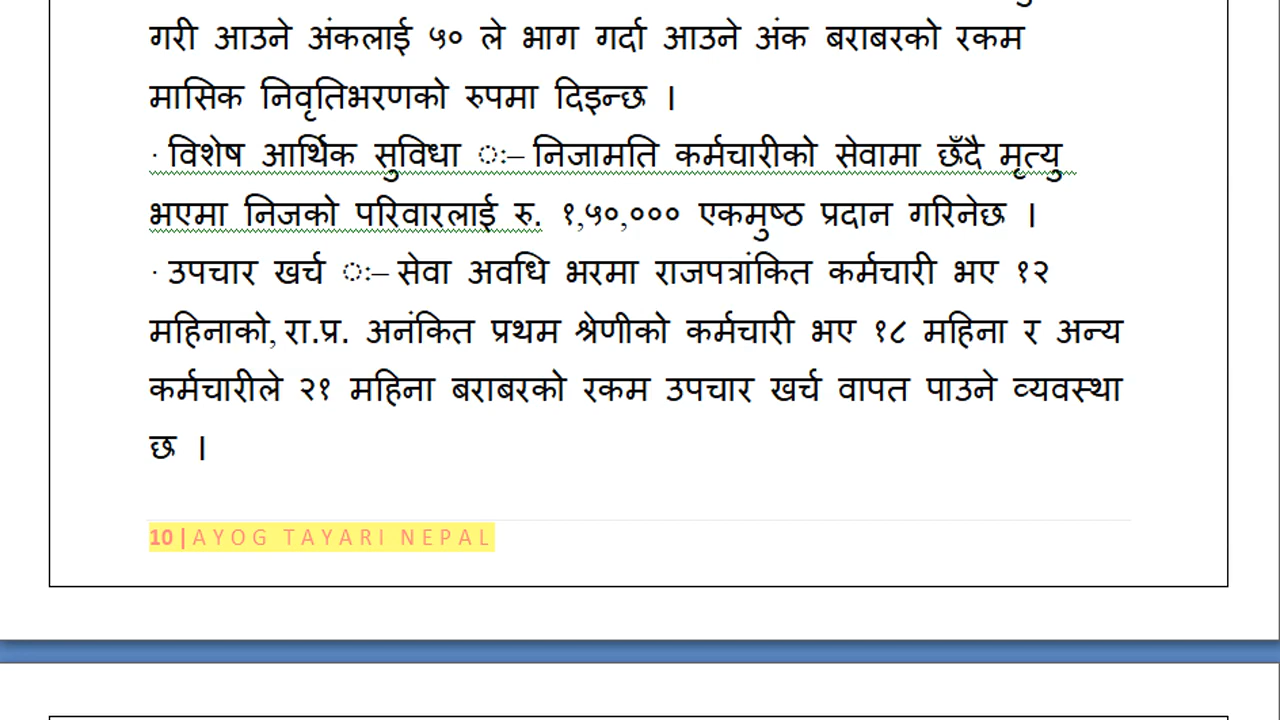 गरी आउने अंकलाई ५० ले भाग गर्दा आउने अंक बराबरको रकम
मासिक निवृतिभरणको रुपमा दिइन्छ ।
· विशेष आर्थिक सुविधा ः– निजामति कर्मचारीको सेवामा छँदै मृत्यु
भएमा निजको परिवारलाई रु. १,५०,००० एकमुष्ठ प्रदान गरिनेछ ।
· उपचार खर्च ः– सेवा अवधि भरमा राजपत्रांकित कर्मचारी भए १२
महिनाको, रा.प्र. अनंकित प्रथम श्रेणीको कर्मचारी भए १८ महिना र अन्य
कर्मचारीले २१ महिना बराबरको रकम उपचार खर्च वापत पाउने व्यवस्था
छ ।
10 | AYOG TAYARI NEPAL